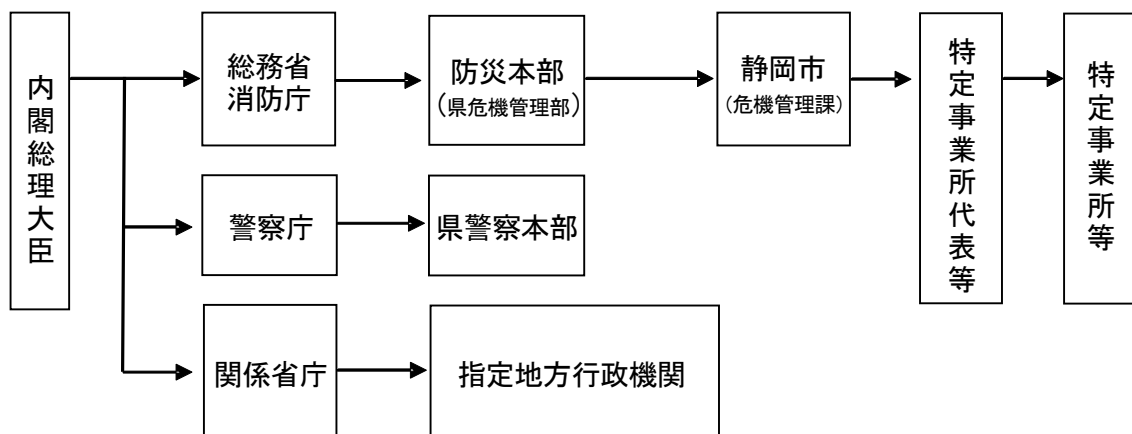 内閣総理大臣
総務省
消防庁
防災本部
(県危機管理部)
静岡市
(危機管理課)
特定事業所代表等
特定事業所等
警察庁
県警察本部
関係省庁
指定地方行政機関